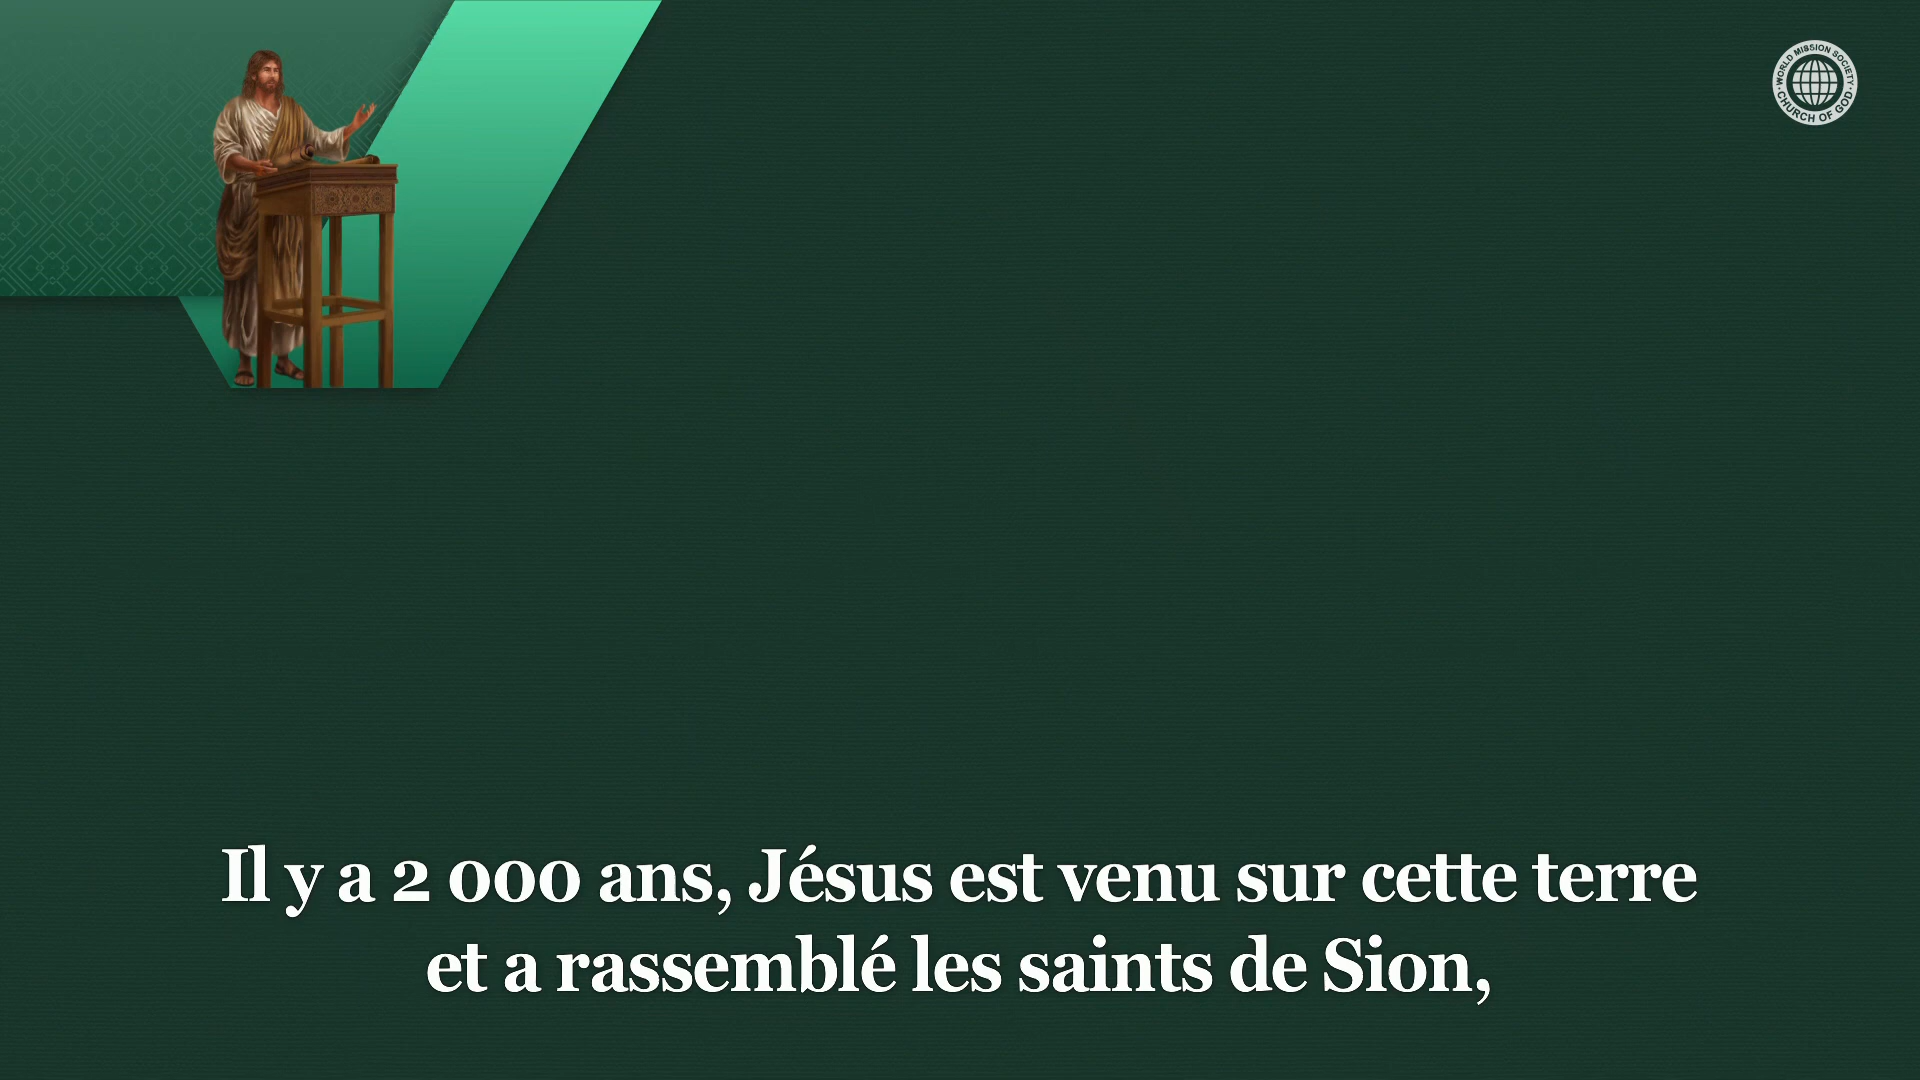 WORLD MISSION SOCIETY
CHURCH OF GOD
Il y a 2 000 ans, Jésus est venu sur cette terre
et a rassemblé les saints de Sion,